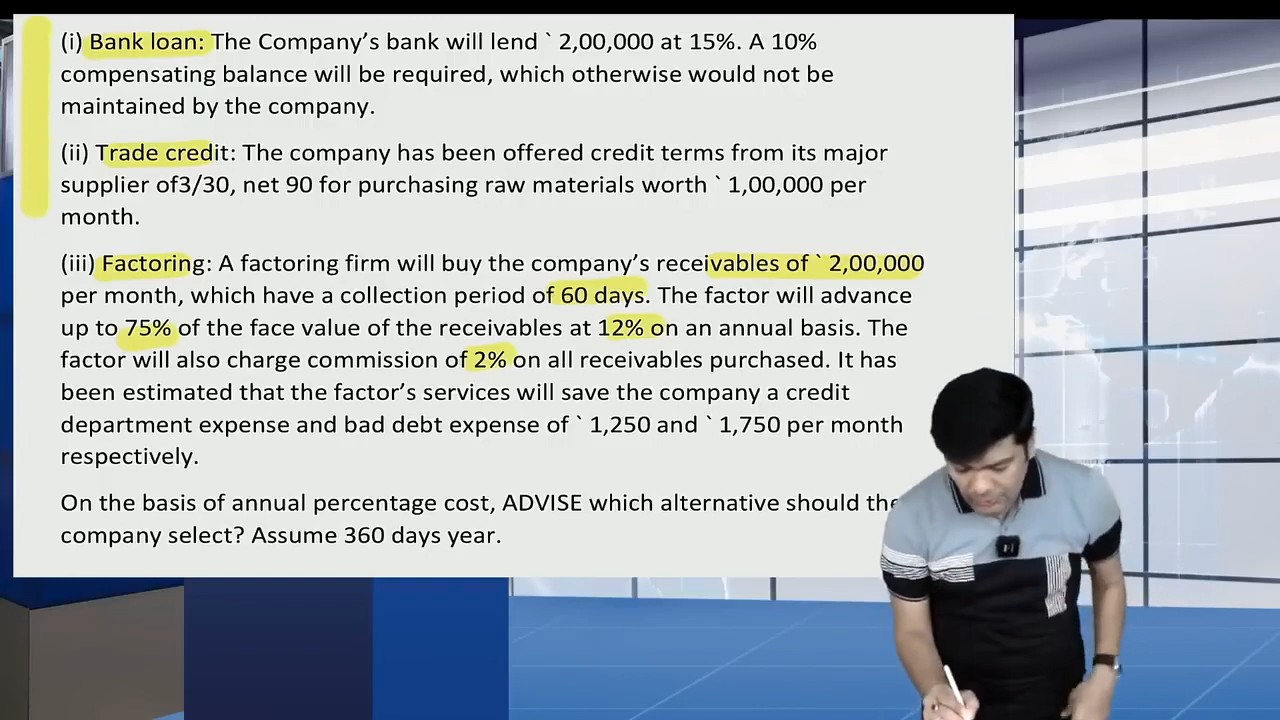 (i) Bank loan: The Company’s bank will lend ` 2,00,000 at 15%. A 10%
compensating balance will be required, which otherwise would not be
maintained by the company.
(ii) Trade credit: The company has been offered credit terms from its major
supplier of3/30, net 90 for purchasing raw materials worth ` 1,00,000 per
month.
(iii) Factoring: A factoring firm will buy the company’s receivables of ` 2,00,000
per month, which have a collection period of 60 days. The factor will advance
up to 75% of the face value of the receivables at 12% on an annual basis. The
factor will also charge commission of 2% on all receivables purchased. It has
been estimated that the factor’s services will save the company a credit
department expense and bad debt expense of ` 1,250 and ` 1,750 per month
respectively.
On the basis of annual percentage cost, ADVISE which alternative should the
company select? Assume 360 days year.